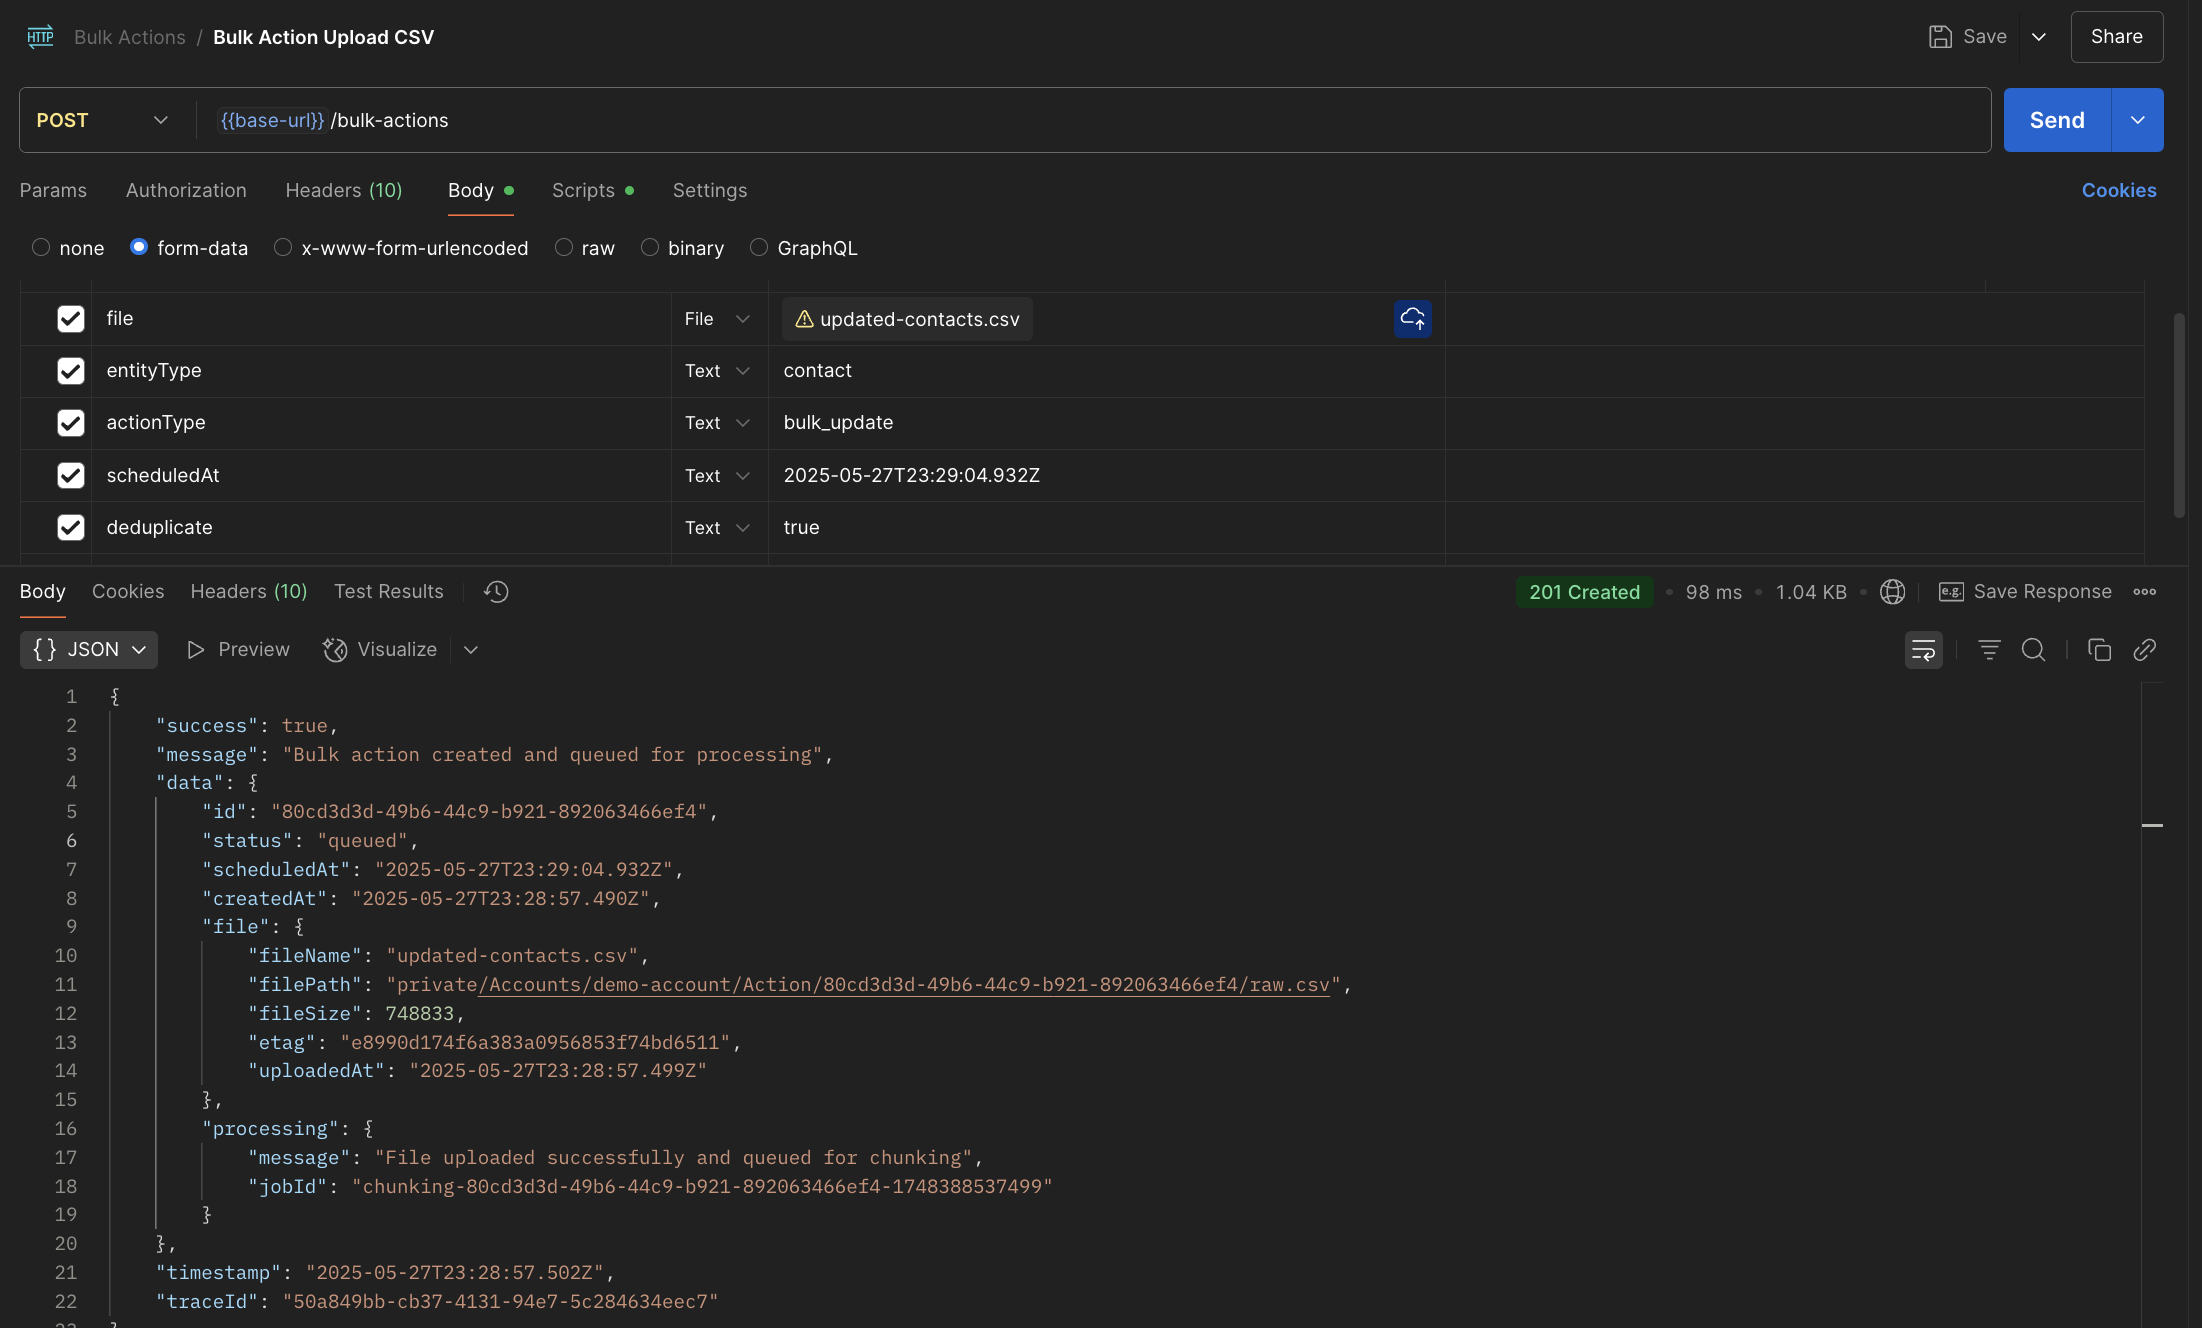 HTTP Bulk Actions / Bulk Action Upload CSV Save Share
POST {{base-url}} /bulk-actions Send
Params Authorization Headers (10) Body Scripts Settings Cookies
none form-data x-www-form-urlencoded raw binary GraphQL
file File updated-contacts.csv
entityType Text contact
actionType Text bulk_update
scheduledAt Text 2025-05-27T23:29:04.932Z
deduplicate Text true
Body Cookies Headers (10) Test Results 201 Created • 98 ms • 1.04 KB • e.g. Save Response
{} JSON Preview Visualize
1 {
2 "success": true,
3 "message": "Bulk action created and queued for processing",
4 "data": {
5 "id": "80cd3d3d-49b6-44c9-b921-892063466ef4",
6 "status": "queued",
7 "scheduledAt": "2025-05-27T23:29:04.932Z",
8 "createdAt": "2025-05-27T23:28:57.490Z",
9 "file": {
10 "fileName": "updated-contacts.csv",
11 "filePath": "private/Accounts/demo-account/Action/80cd3d3d-49b6-44c9-b921-892063466ef4/raw.csv",
12 "fileSize": 748833,
13 "etag": "e8990d174f6a383a0956853f74bd6511",
14 "uploadedAt": "2025-05-27T23:28:57.499Z"
15 },
16 "processing": {
17 "message": "File uploaded successfully and queued for chunking",
18 "jobId": "chunking-80cd3d3d-49b6-44c9-b921-892063466ef4-1748388537499"
19 }
20 },
21 "timestamp": "2025-05-27T23:28:57.502Z",
22 "traceId": "50a849bb-cb37-4131-94e7-5c284634eec7"